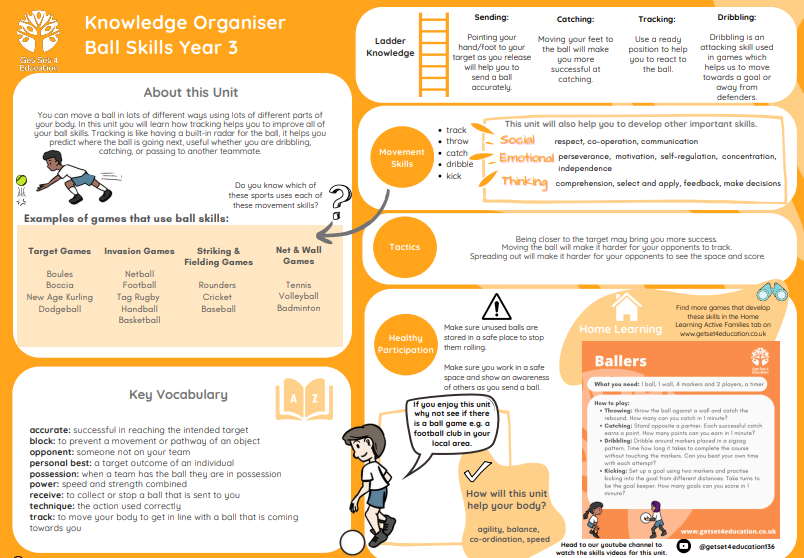 Get Set 4
Education
Knowledge Organiser
Ball Skills Year 3
About this Unit
You can move a ball in lots of different ways using lots of different parts of
your body. In this unit you will learn how tracking helps you to improve all of
your ball skills. Tracking is like having a built-in radar for the ball, it helps you
predict where the ball is going next, useful whether you are dribbling,
catching, or passing to another teammate.
Do you know which of
these sports uses each of
these movement skills?
?
Examples of games that use ball skills:
Target Games
Boules
Boccia
New Age Kurling
Dodgeball
Invasion Games
Netball
Football
Tag Rugby
Handball
Basketball
Striking &
Fielding Games
Rounders
Cricket
Baseball
Net & Wall
Games
Tennis
Volleyball
Badminton
Key Vocabulary
A Z
accurate: successful in reaching the intended target
block: to prevent a movement or pathway of an object
opponent: someone not on your team
personal best: a target outcome of an individual
possession: when a team has the ball they are in possession
power: speed and strength combined
receive: to collect or stop a ball that is sent to you
technique: the action used correctly
track: to move your body to get in line with a ball that is coming
towards you
Ladder
Knowledge
Sending:
Pointing your
hand/foot to your
target as you release
will help you to
send a ball
accurately.
Catching:
Moving your feet to
the ball will make
you more
successful at
catching.
Tracking:
Use a ready
position to help
you to react to
the ball.
Dribbling:
Dribbling is an
attacking skill used
in games which
helps us to move
towards a goal or
away from
defenders.
Movement
Skills
• track
• throw
• catch
• dribble
• kick
This unit will also help you to develop other important skills.
Social respect, co-operation, communication
Emotional perseverance, motivation, self-regulation, concentration,
independence
Thinking comprehension, select and apply, feedback, make decisions
Tactics
Being closer to the target may bring you more success.
Moving the ball will make it harder for your opponents to track.
Spreading out will make it harder for your opponents to see the space and score.
Healthy
Participation
Make sure unused balls are
stored in a safe place to stop
them rolling.
Make sure you work in a safe
space and show an awareness
of others as you send a ball.
If you enjoy this unit
why not see if there
is a ball game e.g. a
football club in your
local area.
How will this unit
help your body?
agility, balance,
co-ordination, speed
Home Learning
Find more games that develop
these skills in the Home
Learning Active Families tab on
www.getset4education.co.uk
Ballers
Get Set 4
Education
What you need: 1 ball, 1 wall, 4 markers and 2 players, a timer
How to play:
• Throwing: throw the ball against a wall and catch the
rebound. How many can you catch in 1 minute?
• Catching: Stand opposite a partner. Each successful catch
earns a point. How many points can you earn in 1 minute?
• Dribbling: Dribble around markers placed in a zigzag
pattern. Time how long it takes to complete the course
without touching the markers. Can you beat your own time
with each attempt?
• Kicking: Set up a goal using two markers and practise
kicking into the goal from different distances. Take turns to
be the goal keeper. How many goals can you score in 1
minute?
www.getset4education.co.uk
Head to our youtube channel to
watch the skills videos for this unit.
@getset4education136